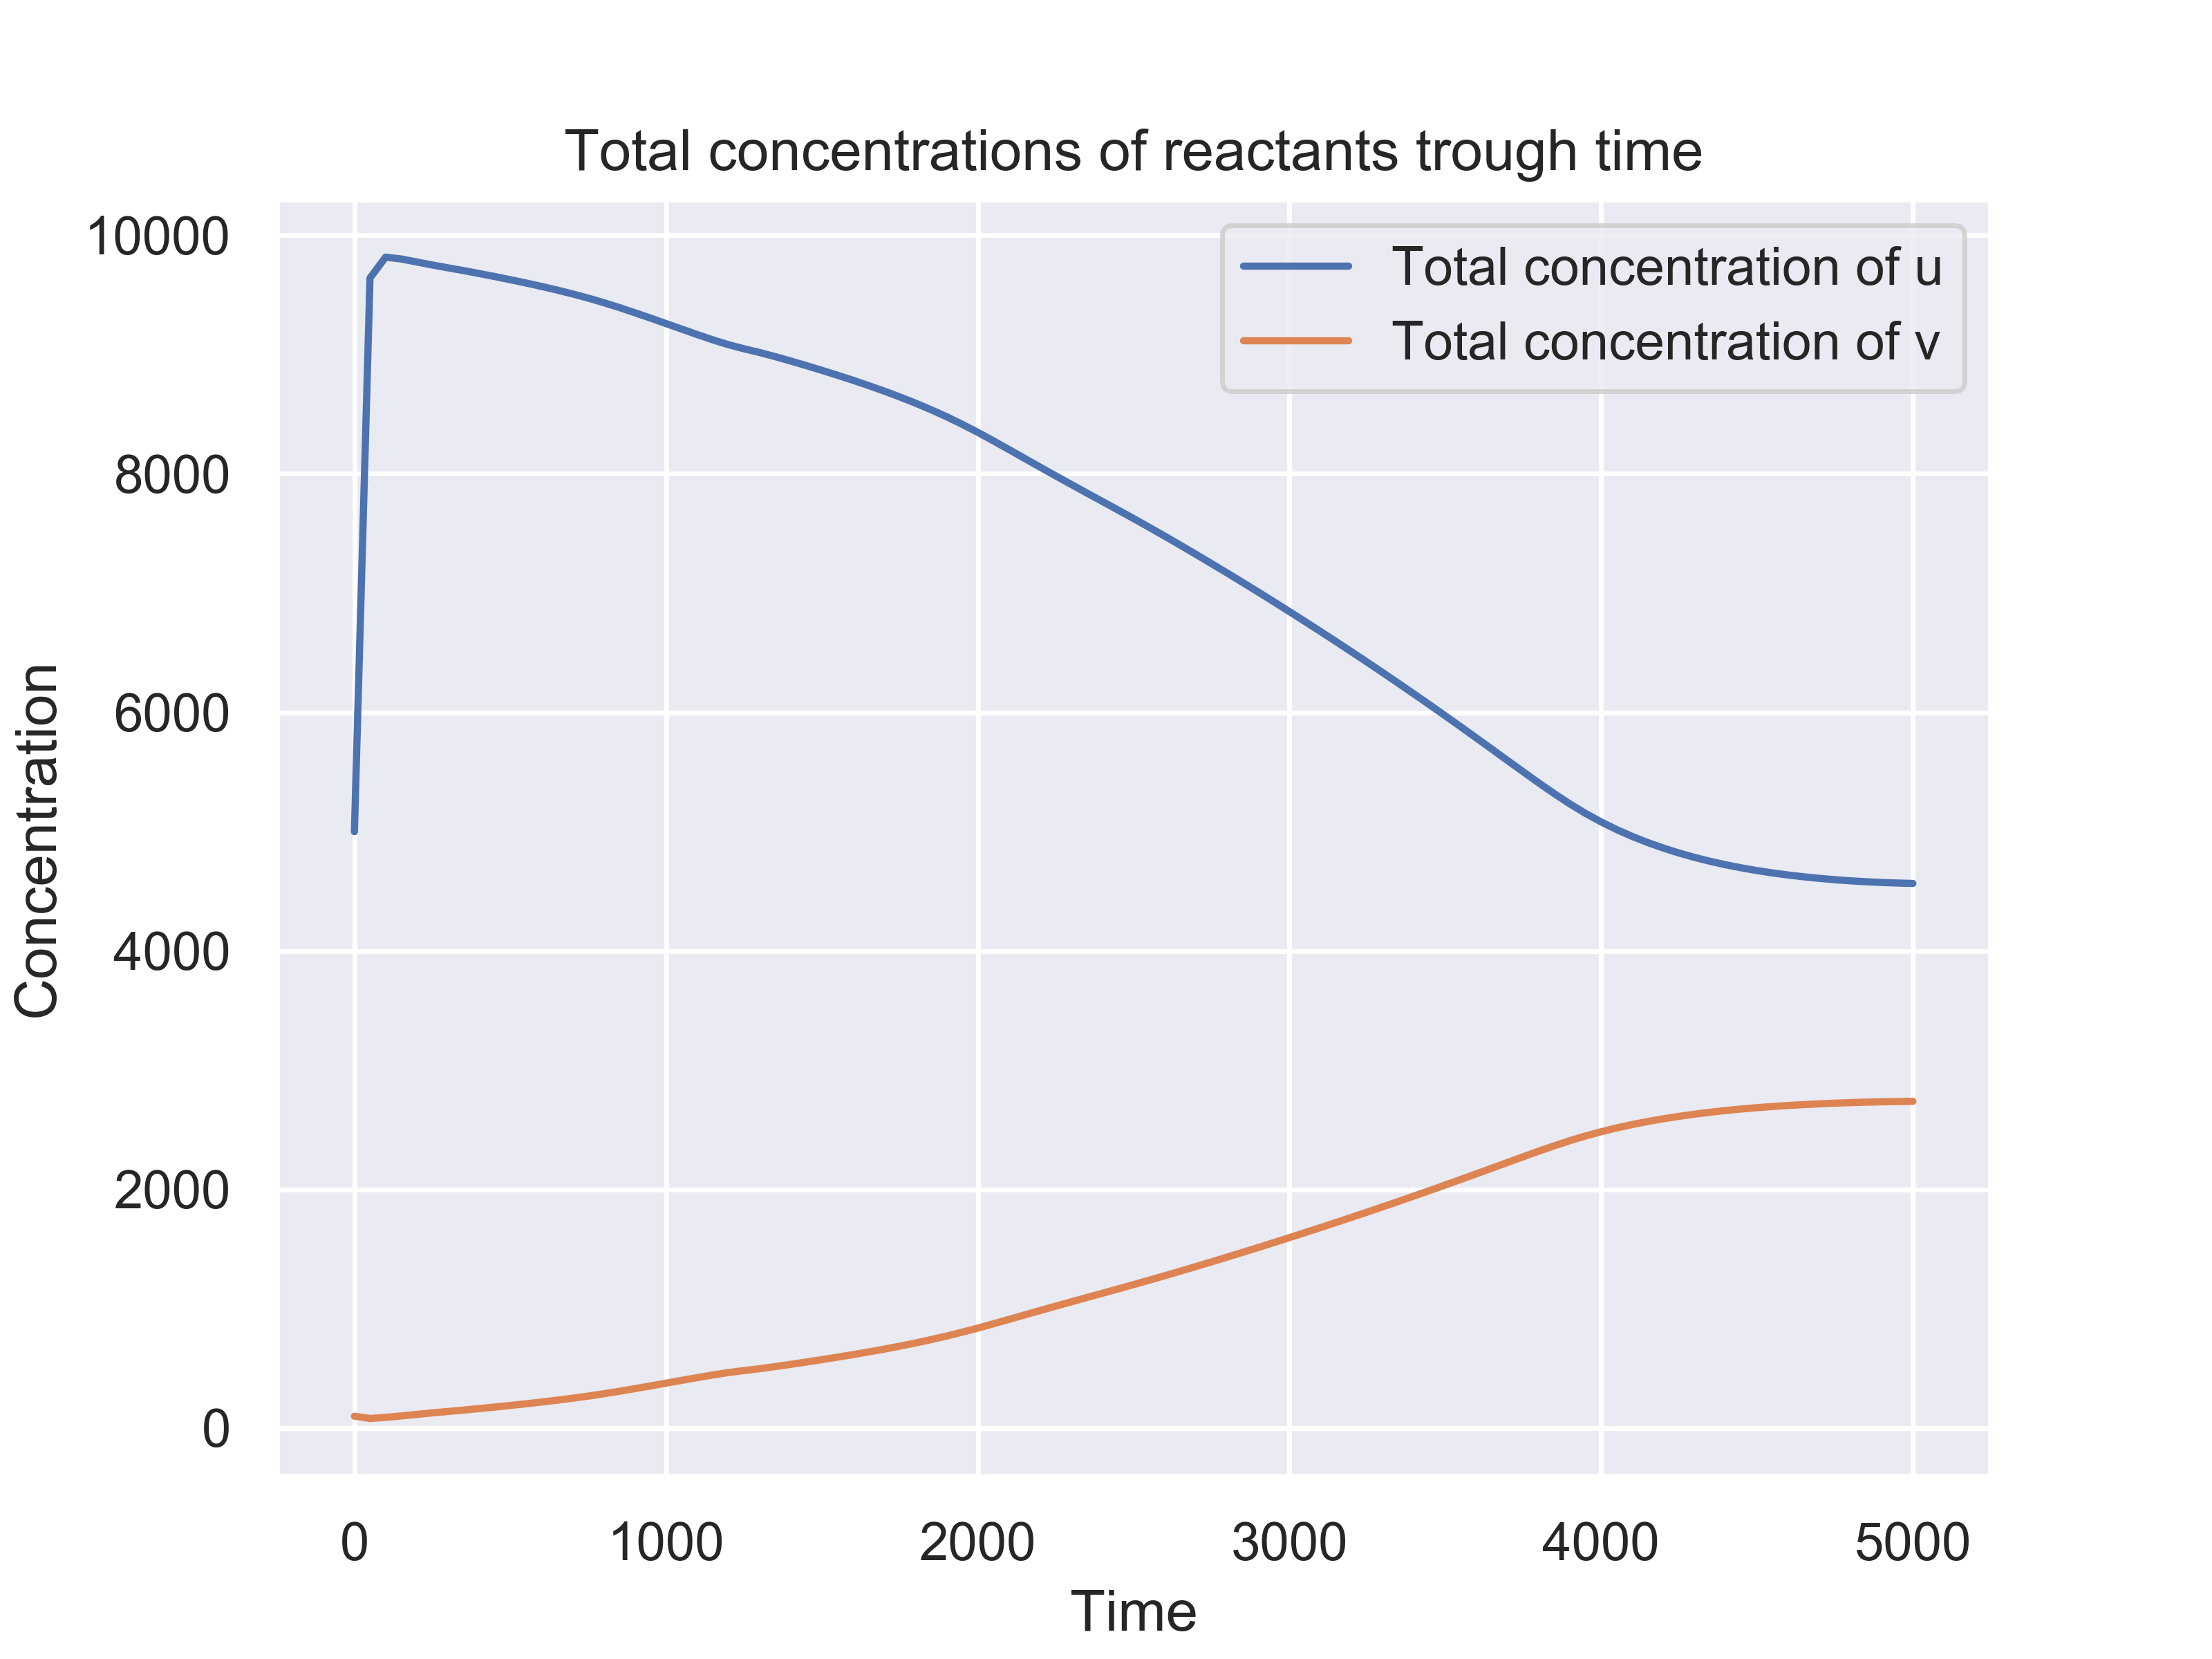 Total concentrations of reactants trough time
10000
8000
6000
4000
2000
0
Concentration
Total concentration of u
Total concentration of v
0 1000 2000 3000 4000 5000
Time